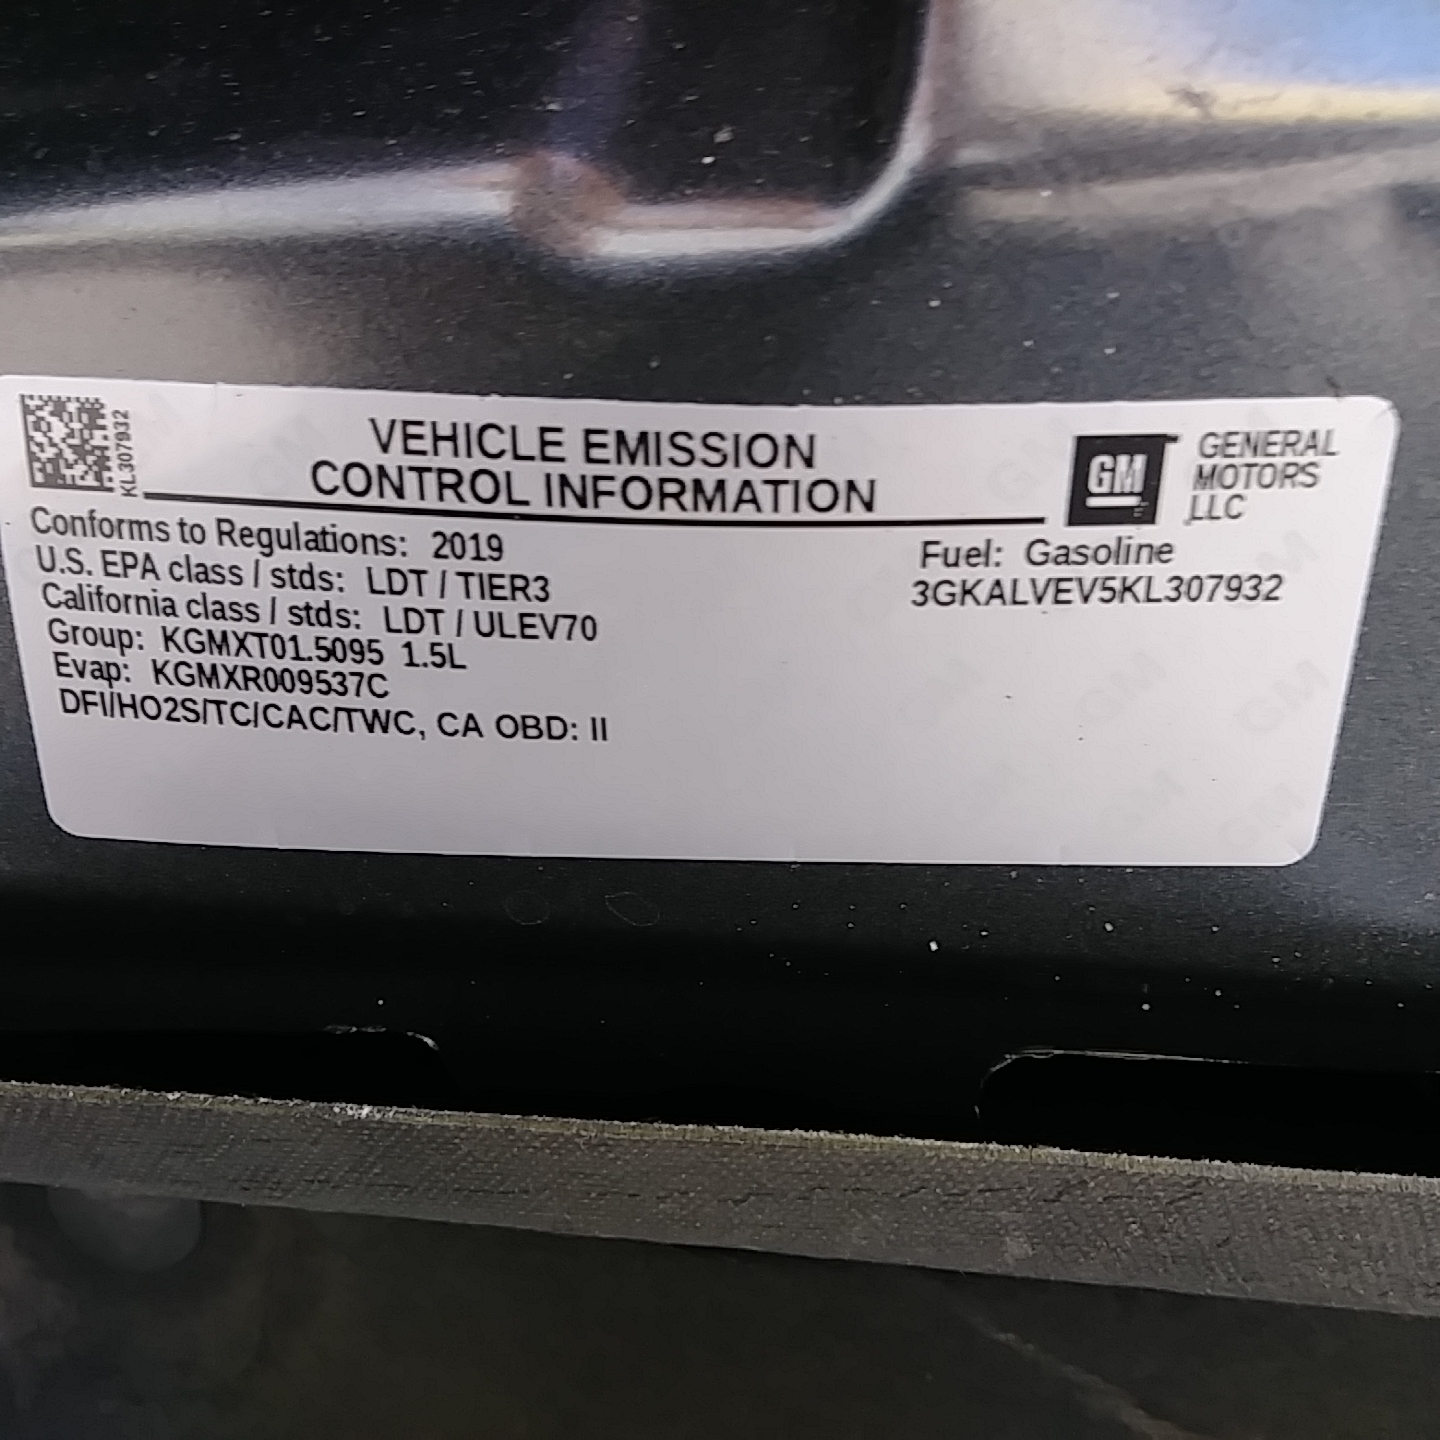 KL307932
VEHICLE EMISSION
CONTROL INFORMATION
GM
GENERAL
MOTORS
LLC
Conforms to Regulations: 2019
U.S. EPA class / stds: LDT / TIER3
California class / stds: LDT / ULEV70
Group: KGMXT01.5095 1.5L
Evap: KGMXR009537C
DFI/HO2S/TC/CAC/TWC, CA OBD: II
Fuel: Gasoline
3GKALVEV5KL307932